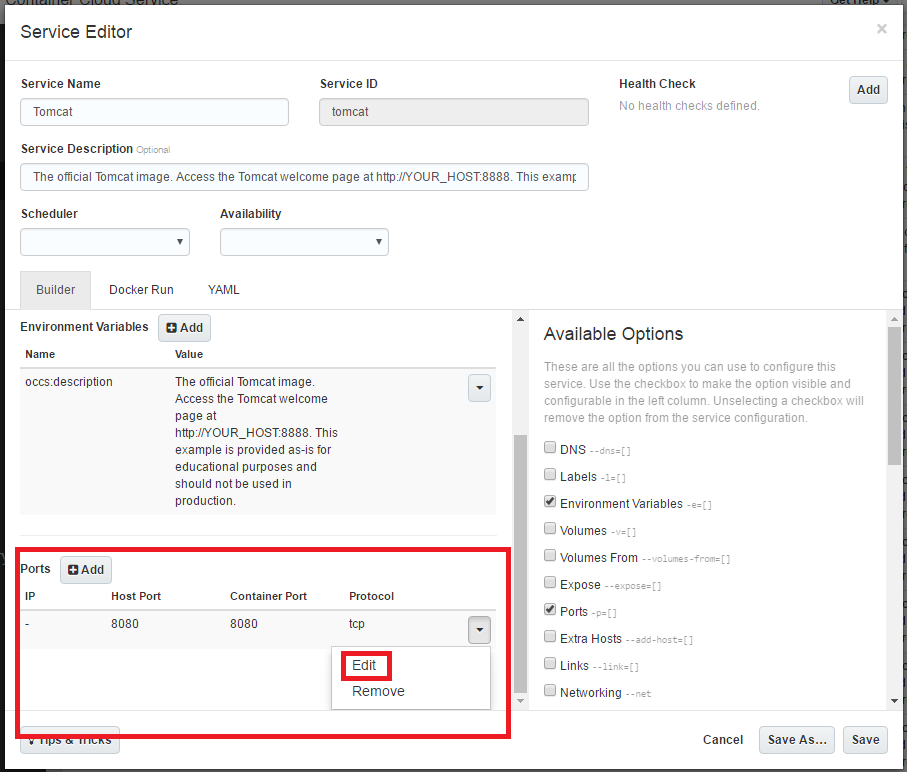 Container Cloud Service
Get Help
Service Editor
×
Service Name
Service ID
Health Check
Add
Tomcat
tomcat
No health checks defined.
Service Description Optional
The official Tomcat image. Access the Tomcat welcome page at http://YOUR_HOST:8888. This examp
Scheduler
Availability
Builder
Docker Run
YAML
Environment Variables
Add
Name
Value
occs:description
The official Tomcat image.
Access the Tomcat welcome
page at
http://YOUR_HOST:8888. This
example is provided as-is for
educational purposes and
should not be used in
production.
Ports
Add
IP
Host Port
Container Port
Protocol
-
8080
8080
tcp
Edit
Remove
Available Options
These are all the options you can use to configure this
service. Use the checkbox to make the option visible and
configurable in the left column. Unselecting a checkbox will
remove the option from the service configuration.
DNS --dns=[]
Labels -l=[]
Environment Variables -e=[]
Volumes -v=[]
Volumes From --volumes-from=[]
Expose --expose=[]
Ports -p=[]
Extra Hosts --add-host=[]
Links --link=[]
Networking --net
Tips & Tricks
Cancel
Save As...
Save